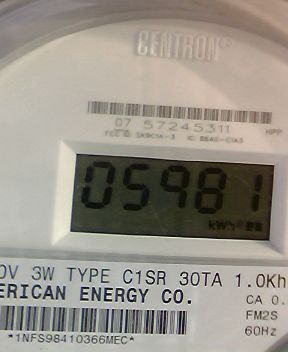 CENTRON®
07 57245311
HPP
05981
kWh
0V 3W TYPE C1SR 30TA 1.0Kh
ERICAN ENERGY CO.
CA 0.
FM2S
60Hz
*1NFS98410366MEC*